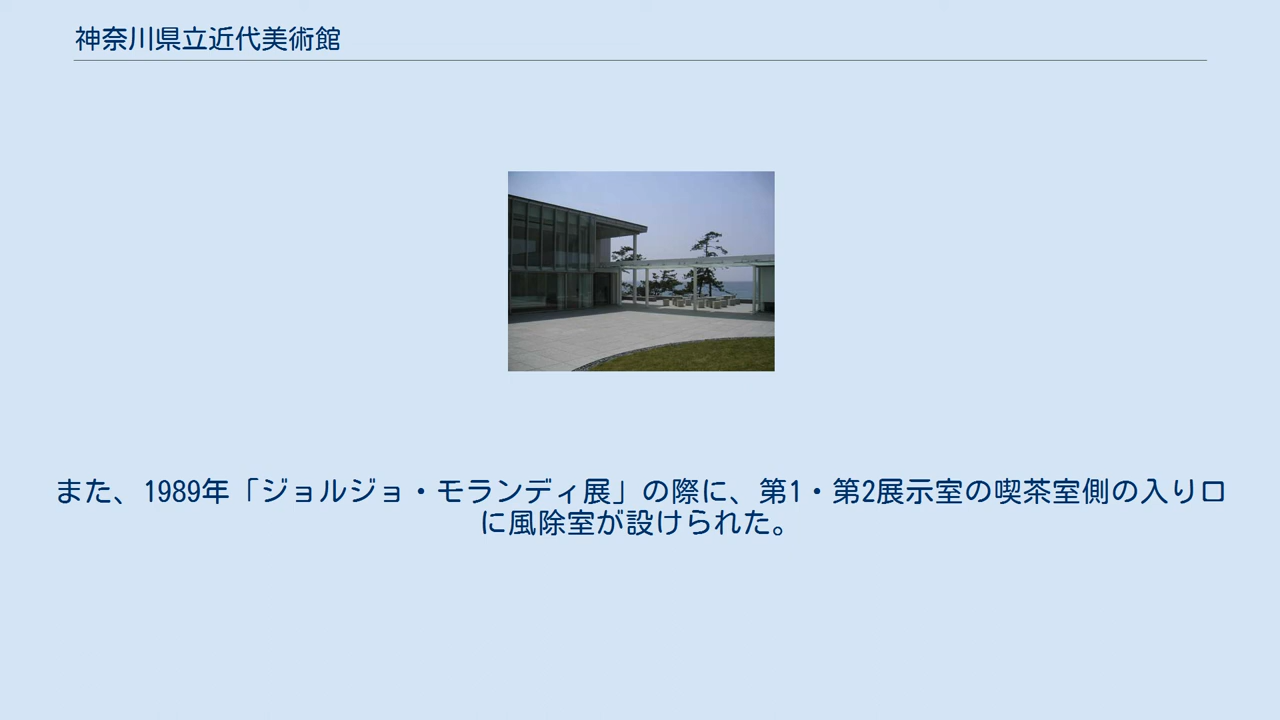 神奈川県立近代美術館
また、1989年「ジョルジョ・モランディ展」の際に、第1・第2展示室の喫茶室側の入り口
に風除室が設けられた。